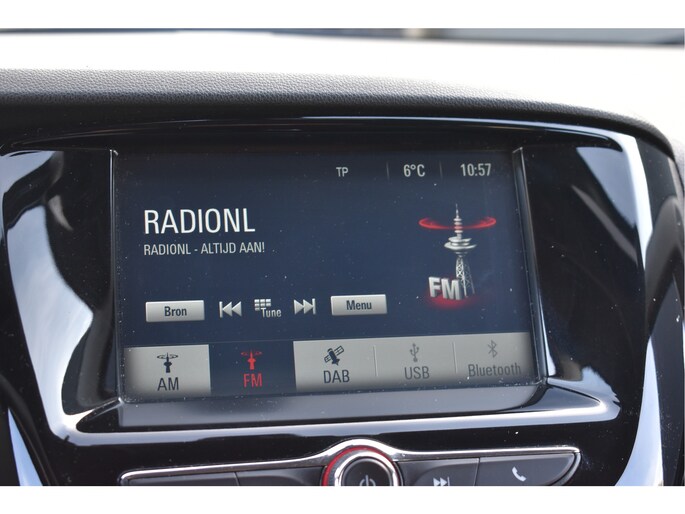 TP 6°C 10:57
RADIONL
RADIONL - ALTIJD AAN!
FM
Bron Tune Menu
AM FM DAB USB Bluetooth